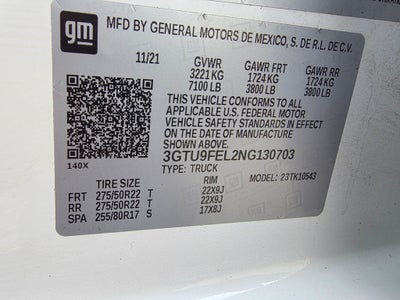 gm
MFD BY GENERAL MOTORS DE MEXICO, S. DE R.L. DE C.V.
11/21 GVWR GAWR FRT GAWR RR
3221 KG 1724 KG 1724 KG
7100 LB 3800 LB 3800 LB
THIS VEHICLE CONFORMS TO ALL
APPLICABLE U.S. FEDERAL MOTOR
VEHICLE SAFETY STANDARDS IN EFFECT
ON THE DATE OF MANUFACTURE
SHOWN ABOVE.
140X
3GTU9FEL2NG130703
TYPE: TRUCK
TIRE SIZE RIM MODEL: 23TK10543
FRT 275/50R22 T 22X9J
RR 275/50R22 T 22X9J
SPA 255/80R17 S 17X8J